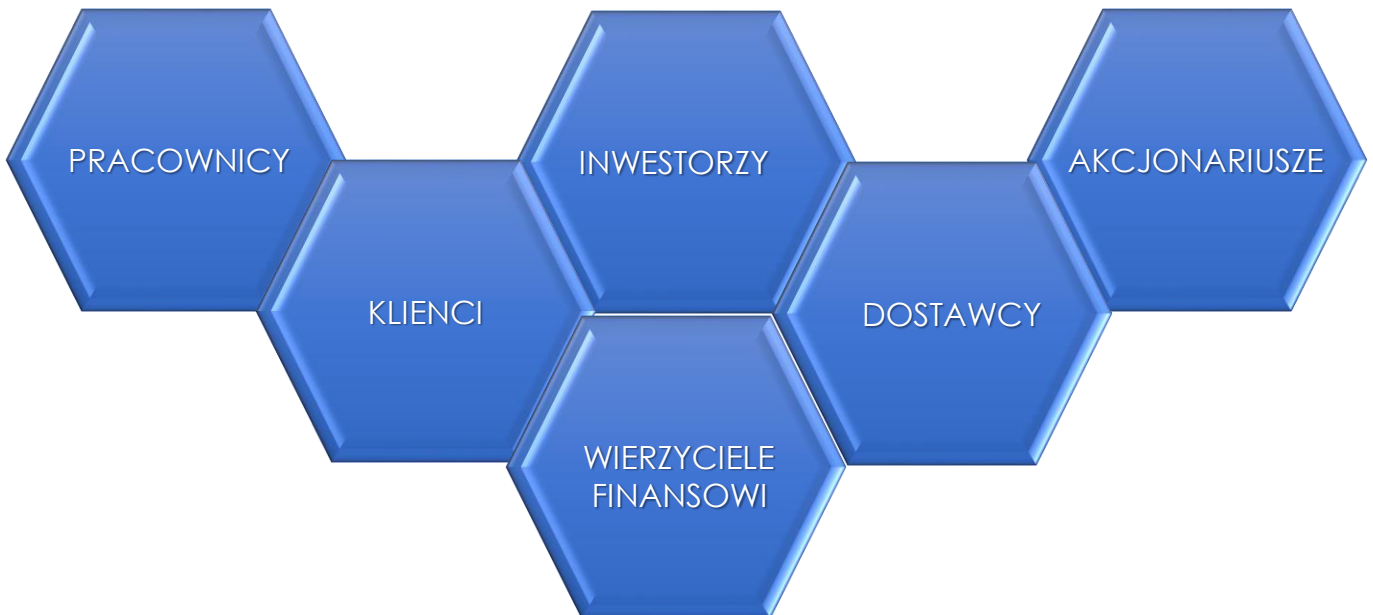 PRACOWNICY
INWESTORZY
AKCJONARIUSZE
KLIENCI
DOSTAWCY
WIERZYCIELE
FINANSOWI